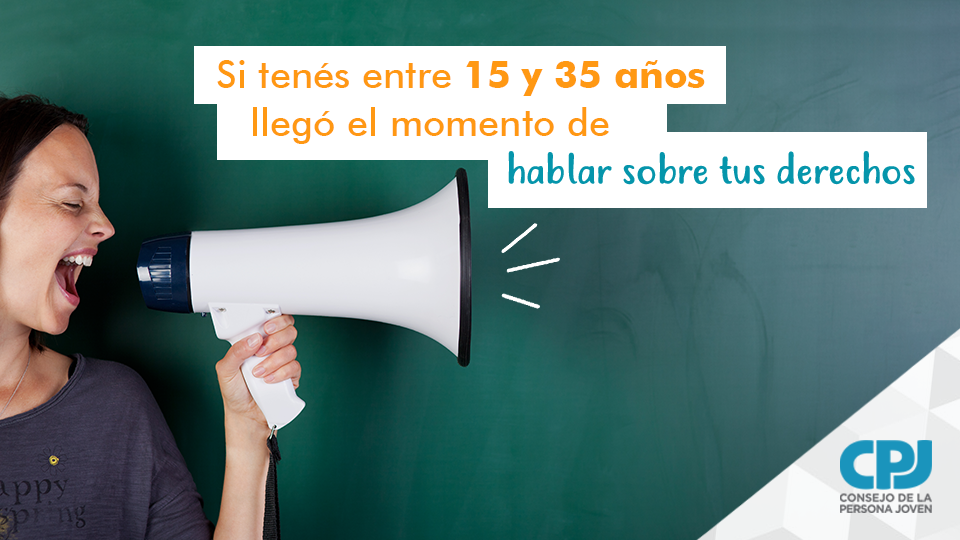 Si tenés entre 15 y 35 años
llegó el momento de
hablar sobre tus derechos
CPJ
CONSEJO DE LA
PERSONA JOVEN
appy